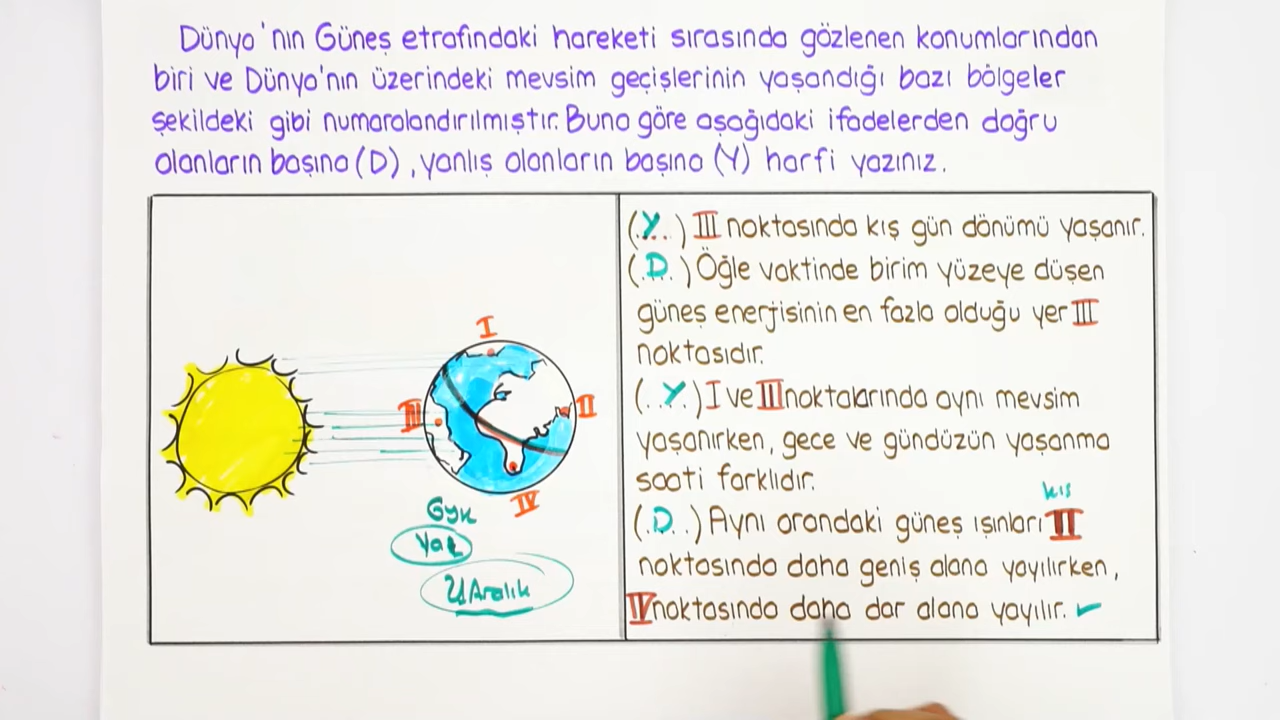 Dünya'nın Güneş etrafındaki hareketi sırasında gözlenen konumlarından
biri ve Dünya'nın üzerindeki mevsim geçişlerinin yaşandığı bazı bölgeler
şekildeki gibi numaralandırılmıştır. Buna göre aşağıdaki ifadelerden doğru
olanların başına (D), yanlış olanların başına (Y) harfi yazınız.
I
II
III
IV
GYK
Yaz
21 Aralık
(.Y..) III noktasında kış gün dönümü yaşanır.
(.D.) Öğle vaktinde birim yüzeye düşen
güneş enerjisinin en fazla olduğu yer III
noktasıdır.
(..Y.) I ve III noktalarında aynı mevsim
yaşanırken, gece ve gündüzün yaşanma
saati farklıdır.
kış
(.D..) Aynı orandaki güneş ışınları II
noktasında daha geniş alana yayılırken,
IV noktasında daha dar alana yayılır.